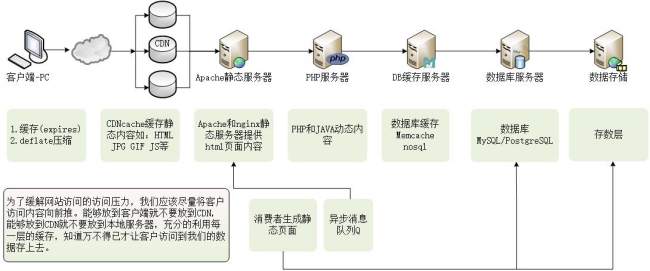 CDN
php
M
客户端-PC
Apache静态服务器
PHP服务器
DB缓存服务器
数据库服务器
数据存储
1.缓存(expires)
2.deflate压缩
CDNcache缓存静
态内容如：HTML
JPG GIF JS等
Apache和nginx静
态服务器提供
html页面内容
PHP和JAVA动态内
容
数据库缓存
Memcache
nosql
数据库
MySQL/PostgreSQL
存数层
为了缓解网站访问的访问压力，我们应该尽量将客户
访问内容向前推。能够放到客户端就不要放到CDN，
能够放到CDN就不要放到本地服务器，充分的利用每
一层的缓存，知道万不得已才让客户访问到我们的数
据存上去。
消费者生成静
态页面
异步消息
队列Q